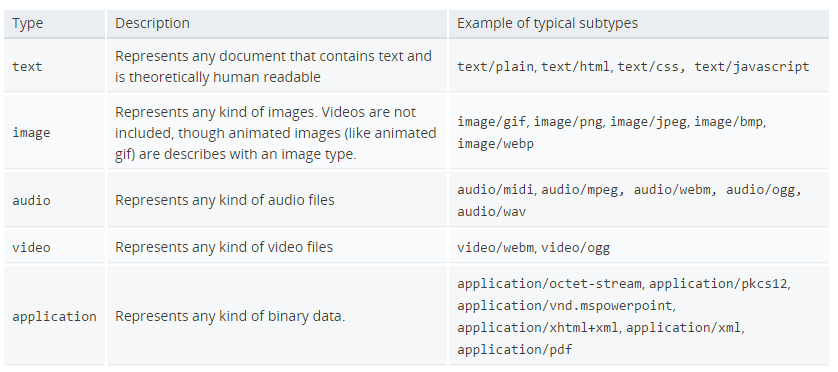 Type Description Example of typical subtypes
text Represents any document that contains text and is theoretically human readable text/plain, text/html, text/css, text/javascript
image Represents any kind of images. Videos are not included, though animated images (like animated gif) are describes with an image type. image/gif, image/png, image/jpeg, image/bmp, image/webp
audio Represents any kind of audio files audio/midi, audio/mpeg, audio/webm, audio/ogg, audio/wav
video Represents any kind of video files video/webm, video/ogg
application Represents any kind of binary data. application/octet-stream, application/pkcs12, application/vnd.mspowerpoint, application/xhtml+xml, application/xml, application/pdf